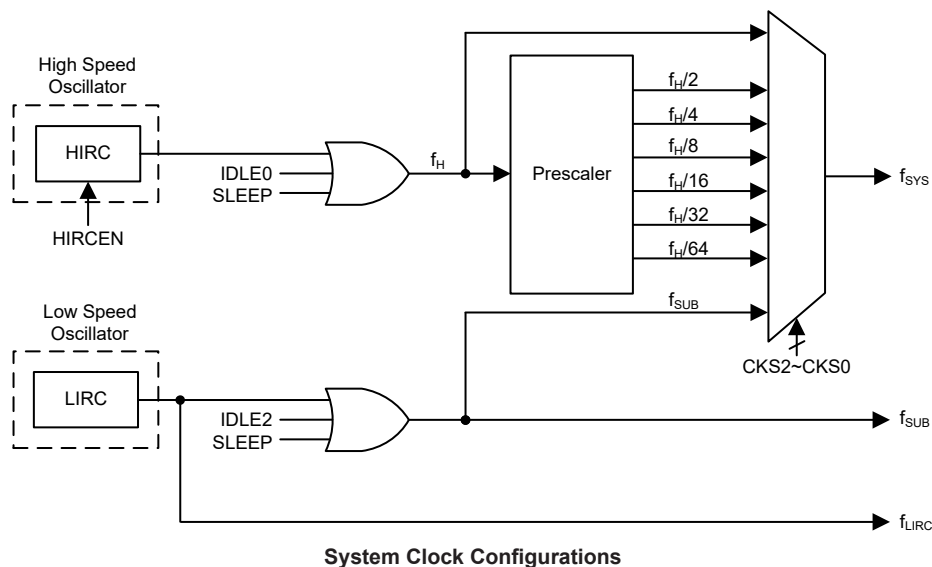 High Speed
Oscillator
HIRC
HIRCEN
IDLE0
SLEEP
fH
Prescaler
fH/2
fH/4
fH/8
fH/16
fH/32
fH/64
fSUB
CKS2~CKS0
fSYS
Low Speed
Oscillator
LIRC
IDLE2
SLEEP
fSUB
fLIRC
System Clock Configurations